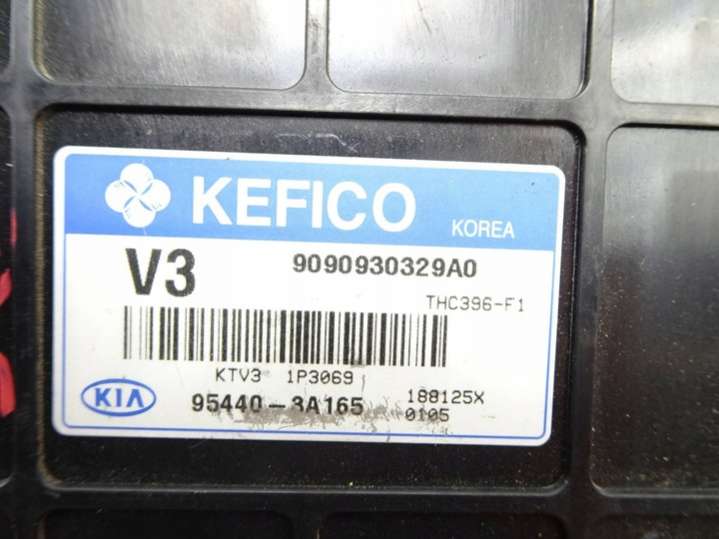 KEFICO
KOREA
V3
9090930329A0
THC396-F1
KTV3 1P3069
KIA
95440-3A165
188125X
0105